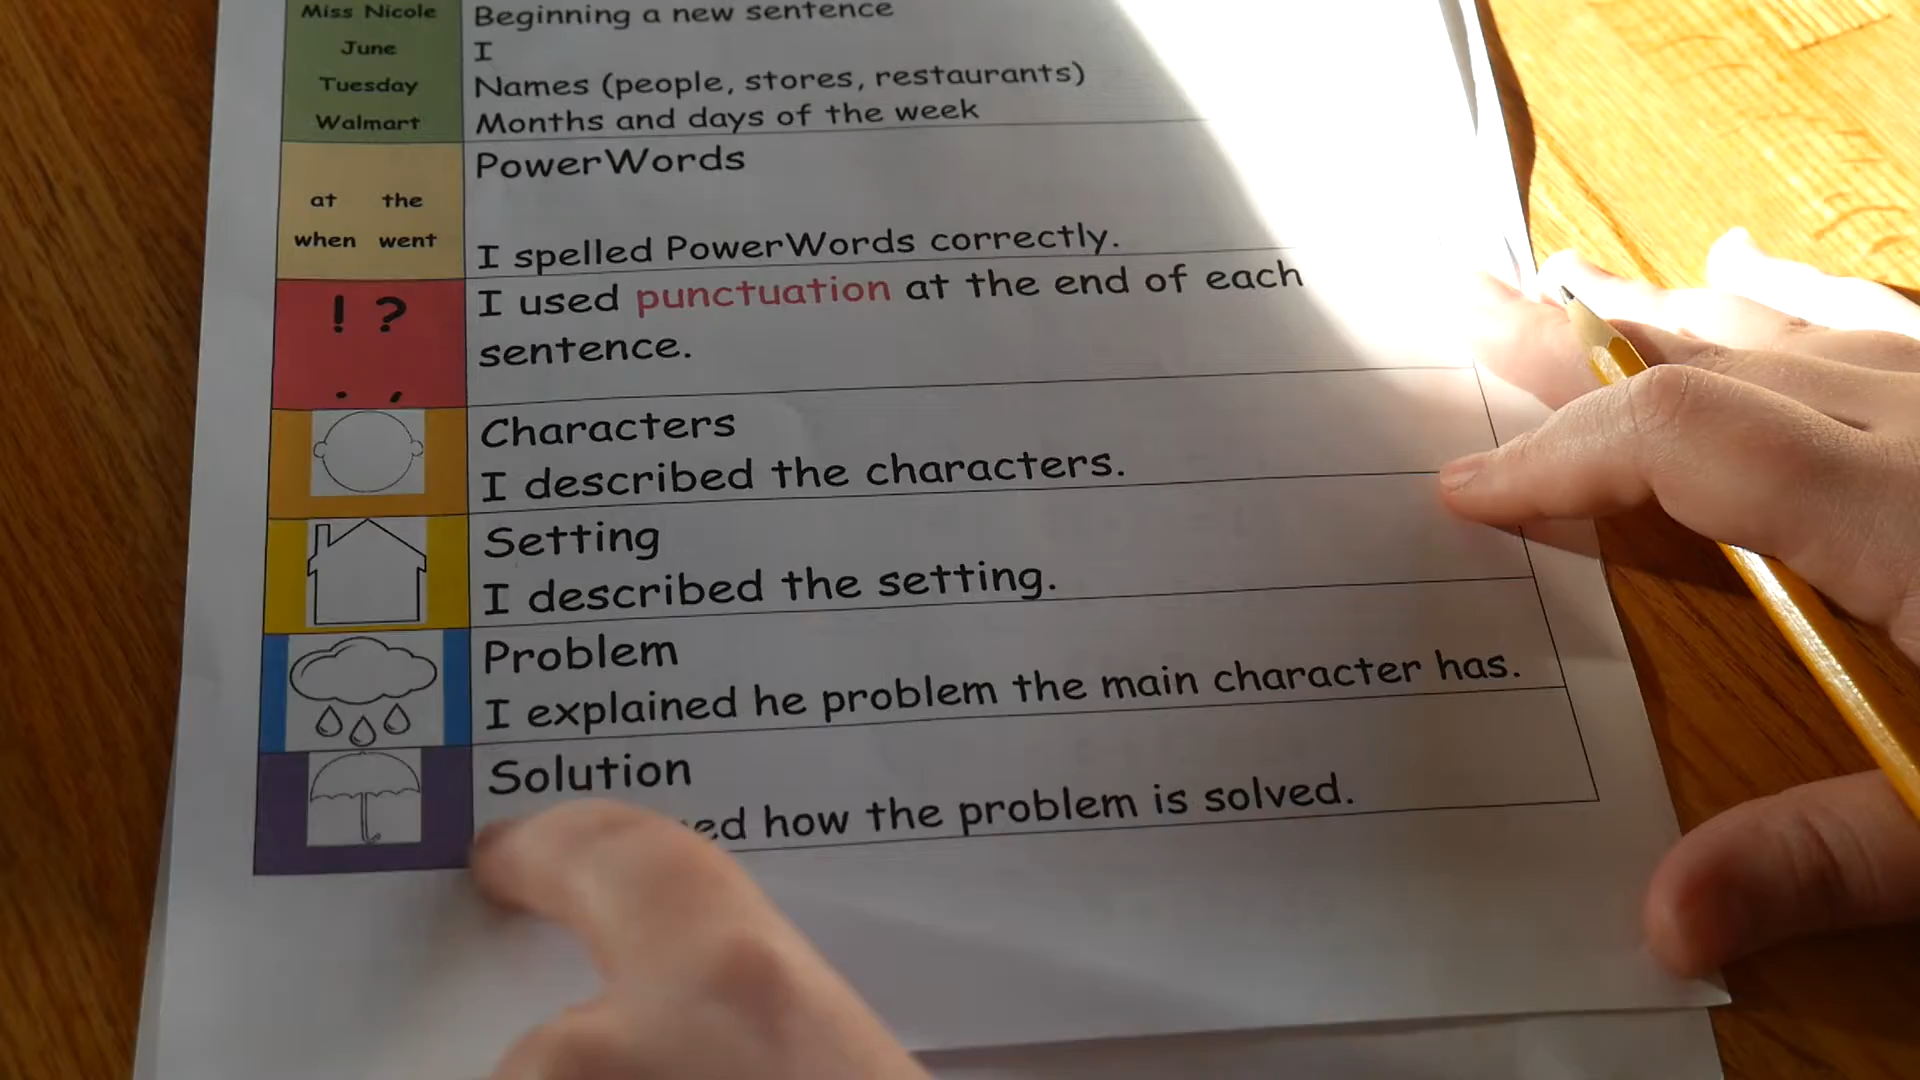 Miss Nicole
June
Tuesday
Walmart
Beginning a new sentence
I
Names (people, stores, restaurants)
Months and days of the week
at the
when went
PowerWords
I spelled PowerWords correctly.
! ?
. ,
I used punctuation at the end of each
sentence.
Characters
I described the characters.
Setting
I described the setting.
Problem
I explained he problem the main character has.
Solution
how the problem is solved.